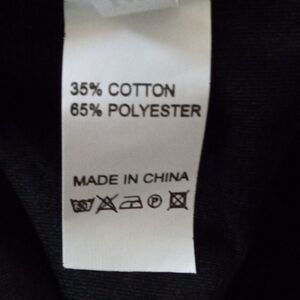 35% COTTON
65% POLYESTER
MADE IN CHINA
P